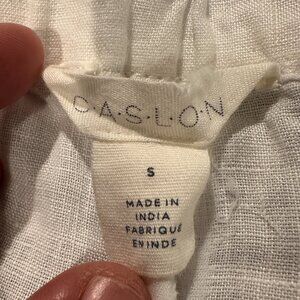 C·A·S·L·O·N
S
MADE IN
INDIA
FABRIQUE
EN INDE